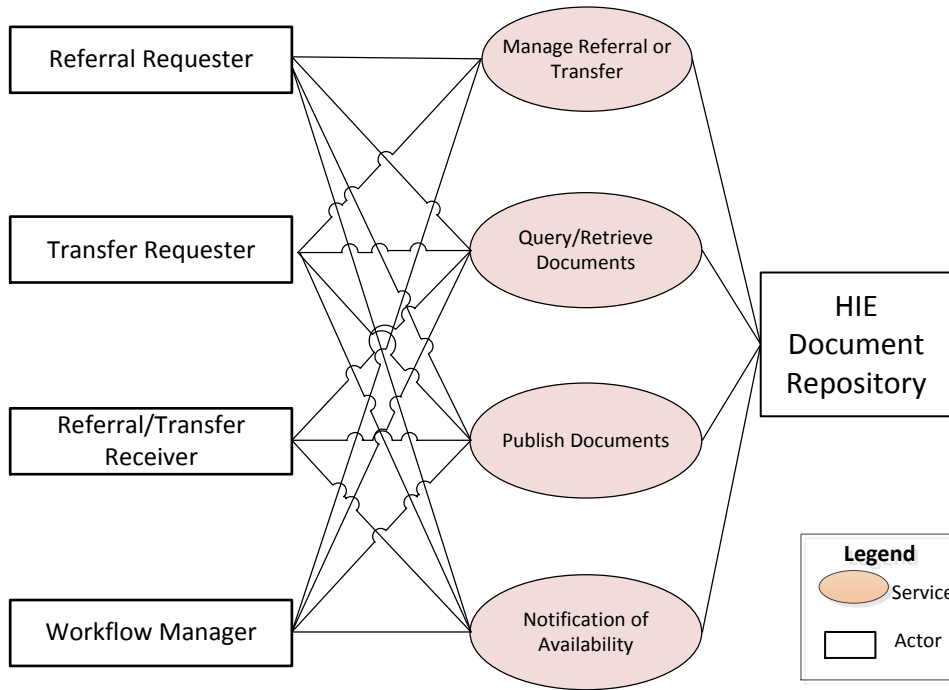 Referral Requester
Transfer Requester
Referral/Transfer
Receiver
Workflow Manager
Manage Referral or
Transfer
Query/Retrieve
Documents
Publish Documents
Notification of
Availability
HIE
Document
Repository
Legend
Service
Actor